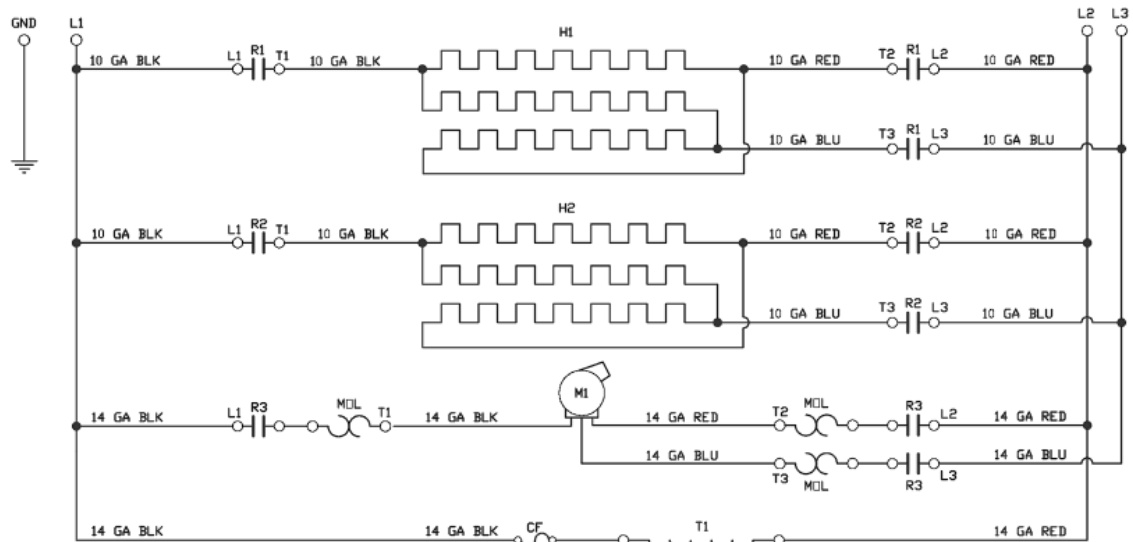 GND L1 L2 L3
H1
10 GA BLK L1 R1 T1 10 GA BLK 10 GA RED T2 R1 L2 10 GA RED
10 GA BLU T3 R1 L3 10 GA BLU
H2
10 GA BLK L1 R2 T1 10 GA BLK 10 GA RED T2 R2 L2 10 GA RED
10 GA BLU T3 R2 L3 10 GA BLU
M1
14 GA BLK L1 R3 MOL T1 14 GA BLK 14 GA RED T2 MOL R3 L2 14 GA RED
14 GA BLU T3 MOL R3 L3 14 GA BLU
14 GA BLK 14 GA BLK CF T1 14 GA RED